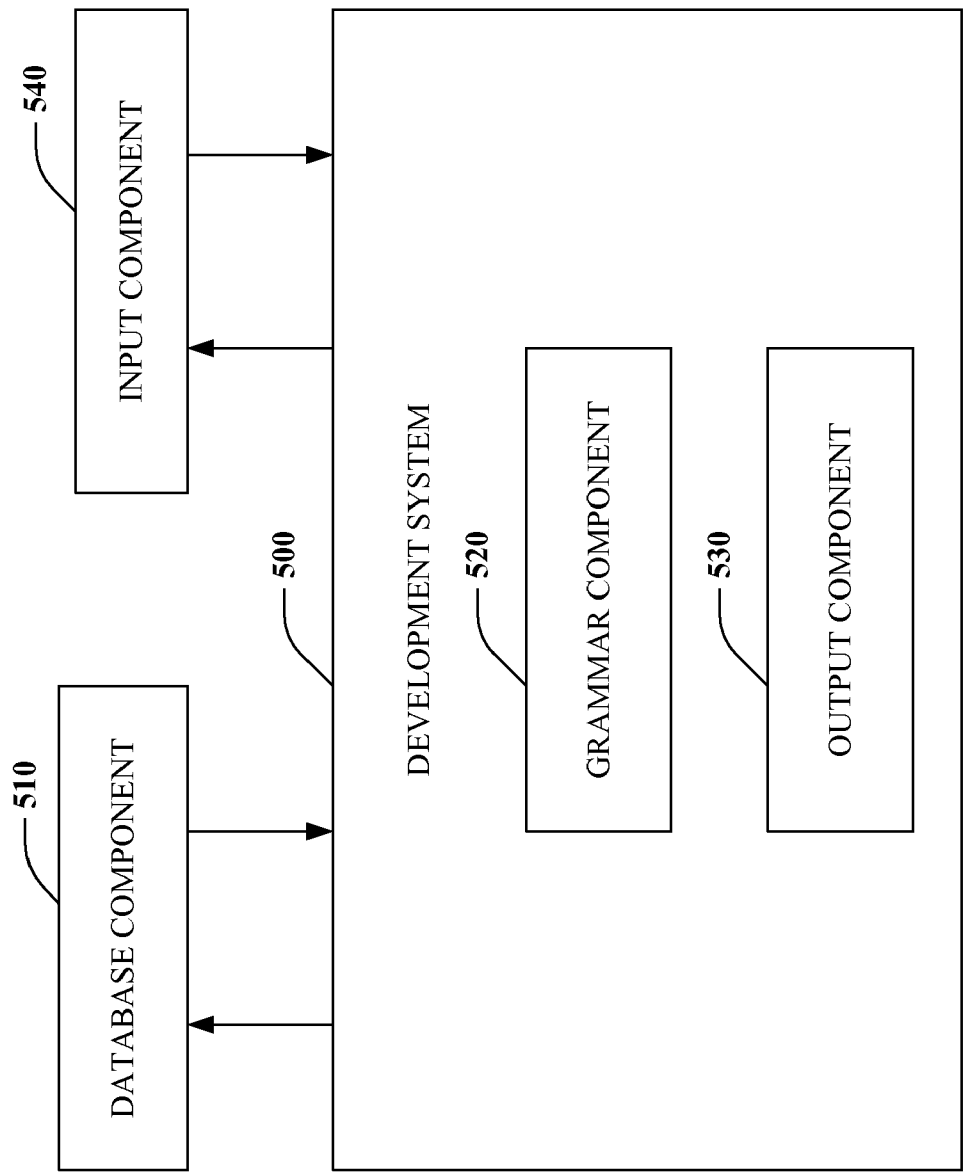 510
DATABASE COMPONENT
540
INPUT COMPONENT
500
DEVELOPMENT SYSTEM
520
GRAMMAR COMPONENT
530
OUTPUT COMPONENT